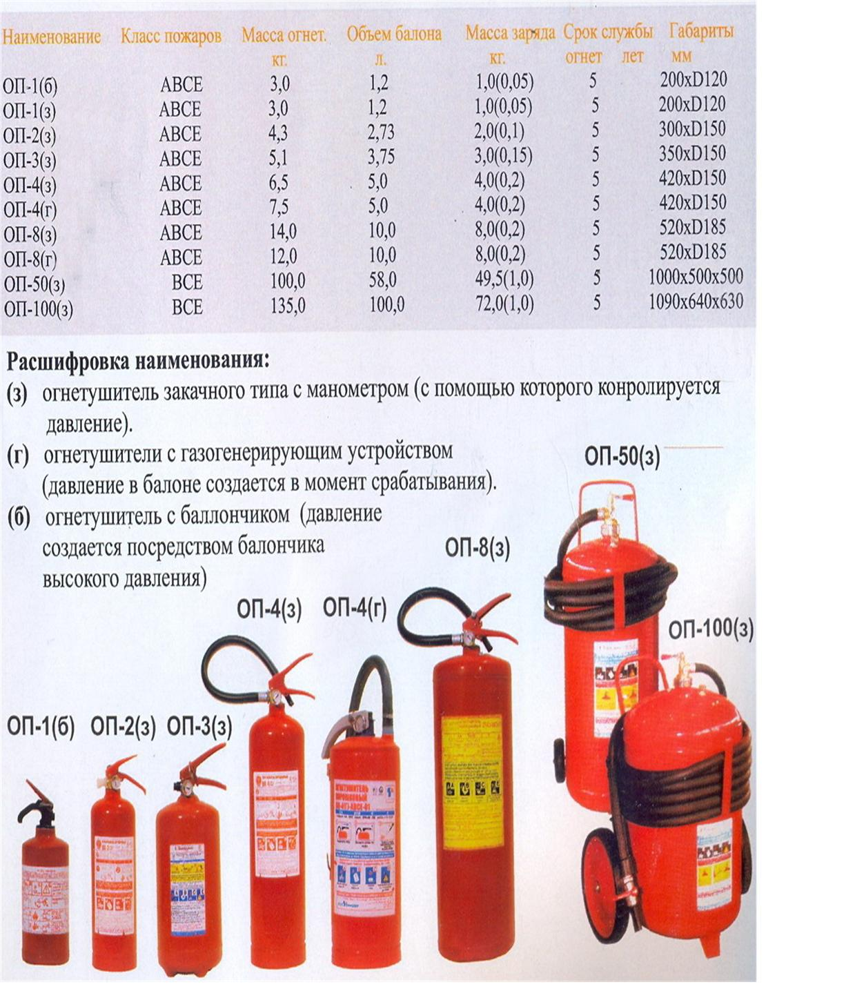 Наименование Класс пожаров Масса огнет. Объем балона Масса заряда Срок службы Габариты
кг. л. кг. огнет лет мм
ОП-1(б) АВСЕ 3,0 1,2 1,0(0,05) 5 200хD120
ОП-1(з) АВСЕ 3,0 1,2 1,0(0,05) 5 200хD120
ОП-2(з) АВСЕ 4,3 2,73 2,0(0,1) 5 300хD150
ОП-3(з) АВСЕ 5,1 3,75 3,0(0,15) 5 350хD150
ОП-4(з) АВСЕ 6,5 5,0 4,0(0,2) 5 420хD150
ОП-4(г) АВСЕ 7,5 5,0 4,0(0,2) 5 420хD150
ОП-8(з) АВСЕ 14,0 10,0 8,0(0,2) 5 520хD185
ОП-8(г) АВСЕ 12,0 10,0 8,0(0,2) 5 520хD185
ОП-50(з) ВСЕ 100,0 58,0 49,5(1,0) 5 1000х500х500
ОП-100(з) ВСЕ 135,0 100,0 72,0(1,0) 5 1090х640х630
Расшифровка наименования:
(з) огнетушитель закачного типа с манометром (с помощью которого конролируется
давление).
(г) огнетушители с газогенерирующим устройством
(давление в балоне создается в момент срабатывания).
(б) огнетушитель с баллончиком (давление
создается посредством балончика
высокого давления)
ОП-50(з)
ОП-8(з)
ОП-4(з) ОП-4(г)
ОП-100(з)
ОП-1(б) ОП-2(з) ОП-3(з)
ОГНЕТУШИТЕЛЬ
ПОРОШКОВЫЙ
ОП-4(Г)-АВСЕ-01